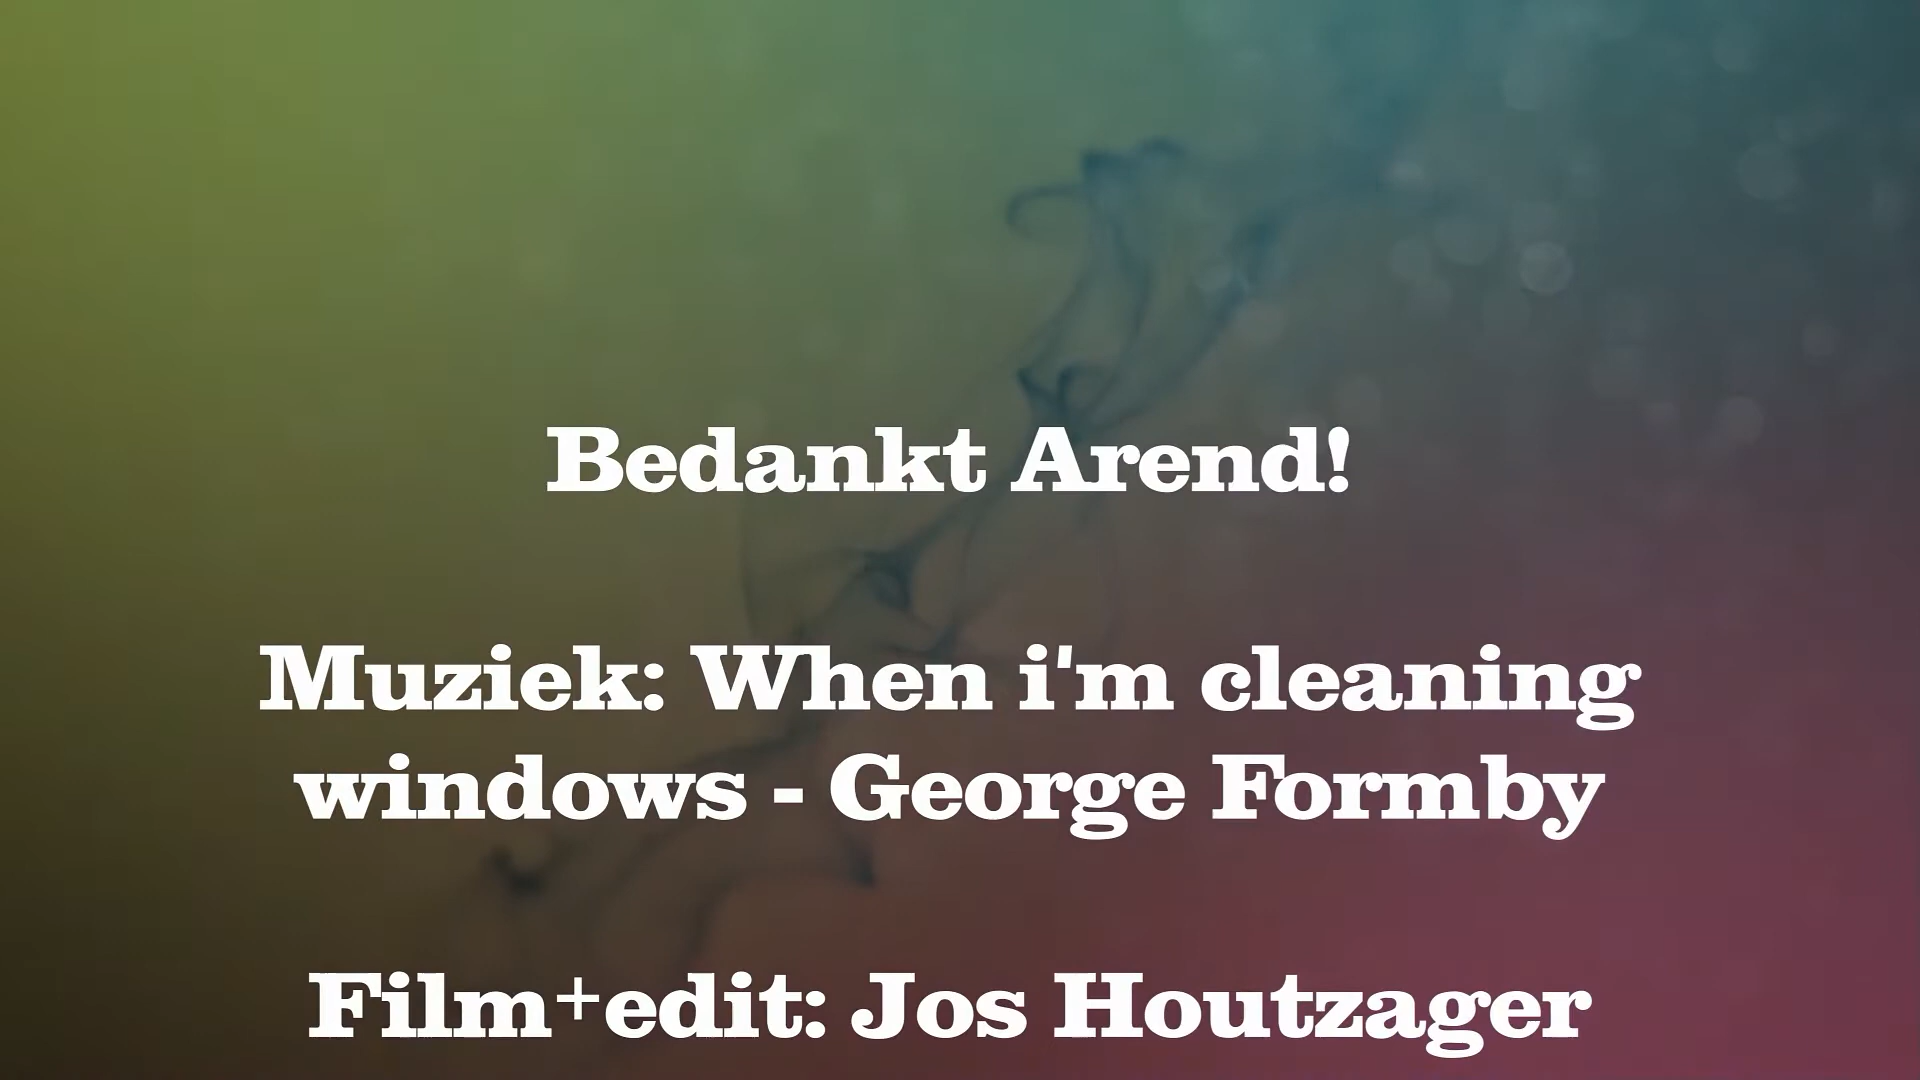 Bedankt Arend!
Muziek: When i'm cleaning
windows - George Formby
Film+edit: Jos Houtzager